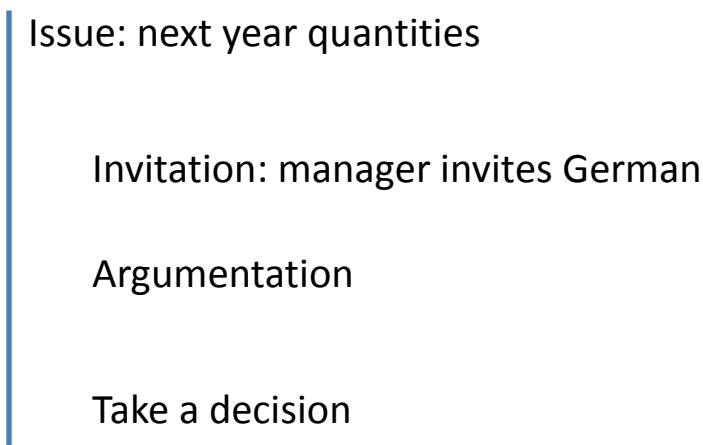 Issue: next year quantities
Invitation: manager invites German
Argumentation
Take a decision